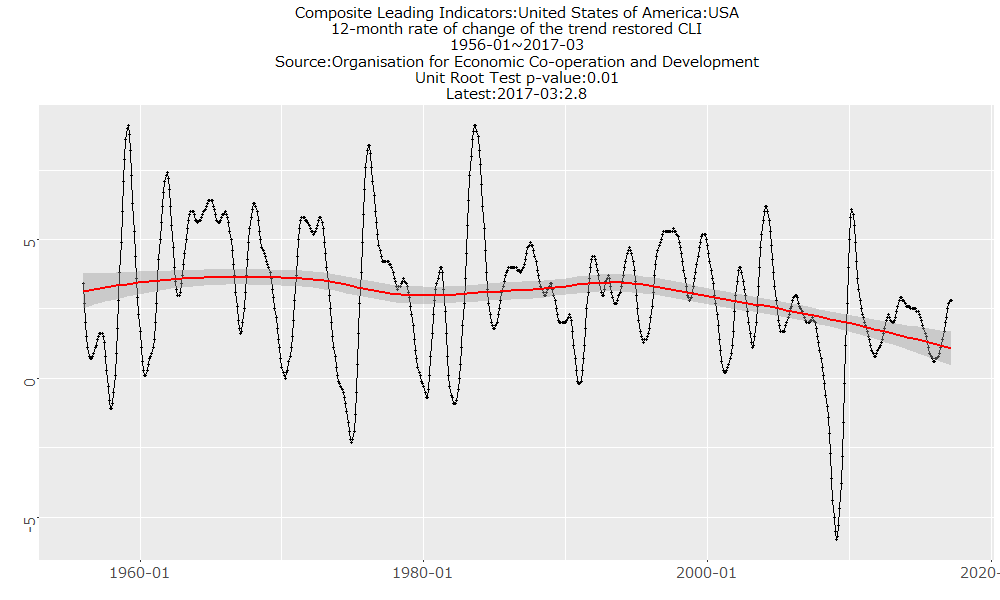 Composite Leading Indicators:United States of America:USA
12-month rate of change of the trend restored CLI
1956-01~2017-03
Source:Organisation for Economic Co-operation and Development
Unit Root Test p-value:0.01
Latest:2017-03:2.8
5
0
-5
1960-01 1980-01 2000-01 2020-